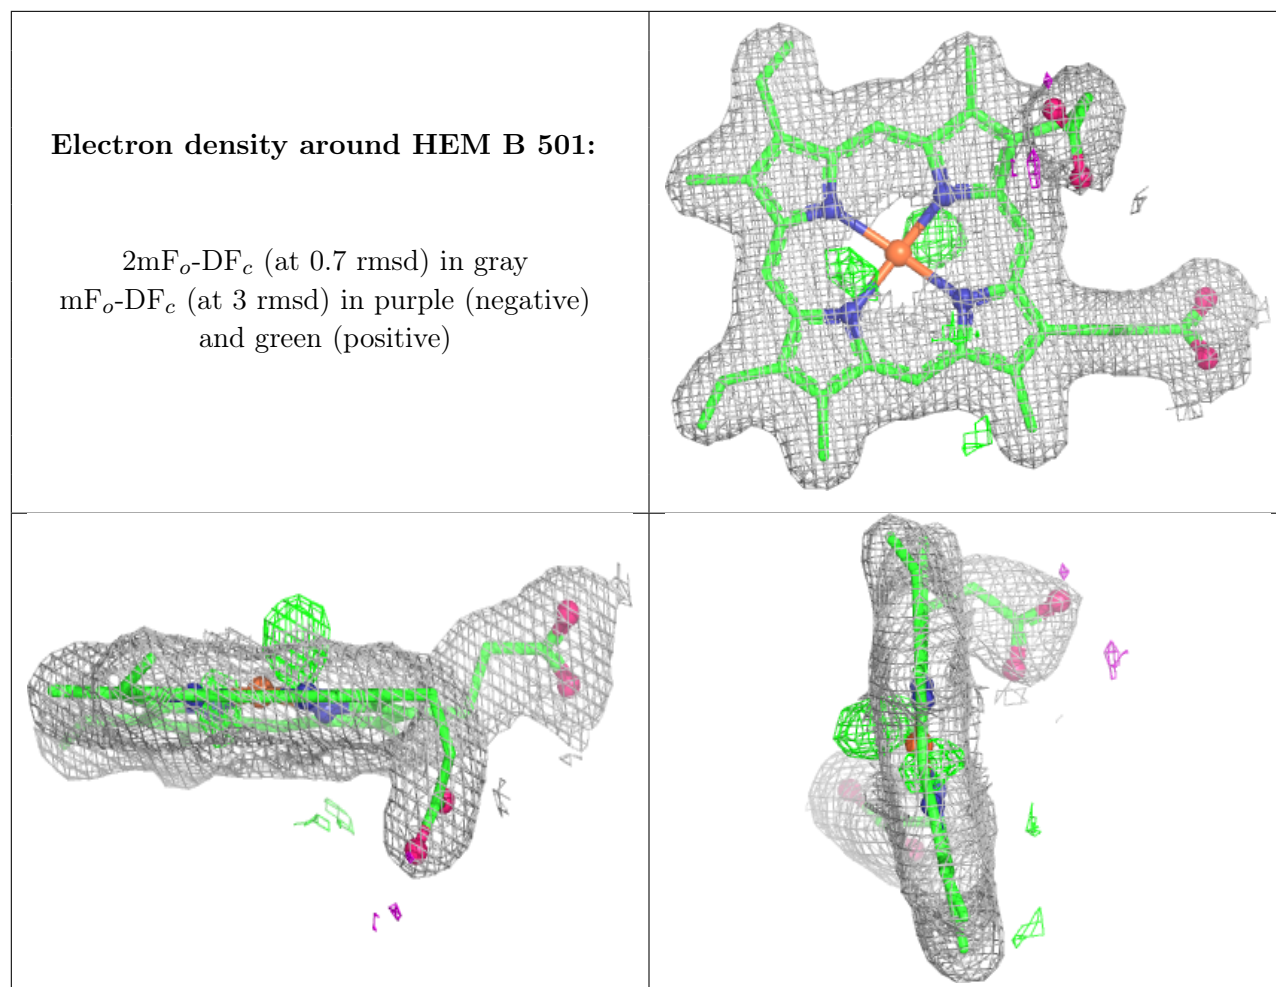 Electron density around HEM B 501:
2mFo-DFc (at 0.7 rmsd) in gray
mFo-DFc (at 3 rmsd) in purple (negative)
and green (positive)